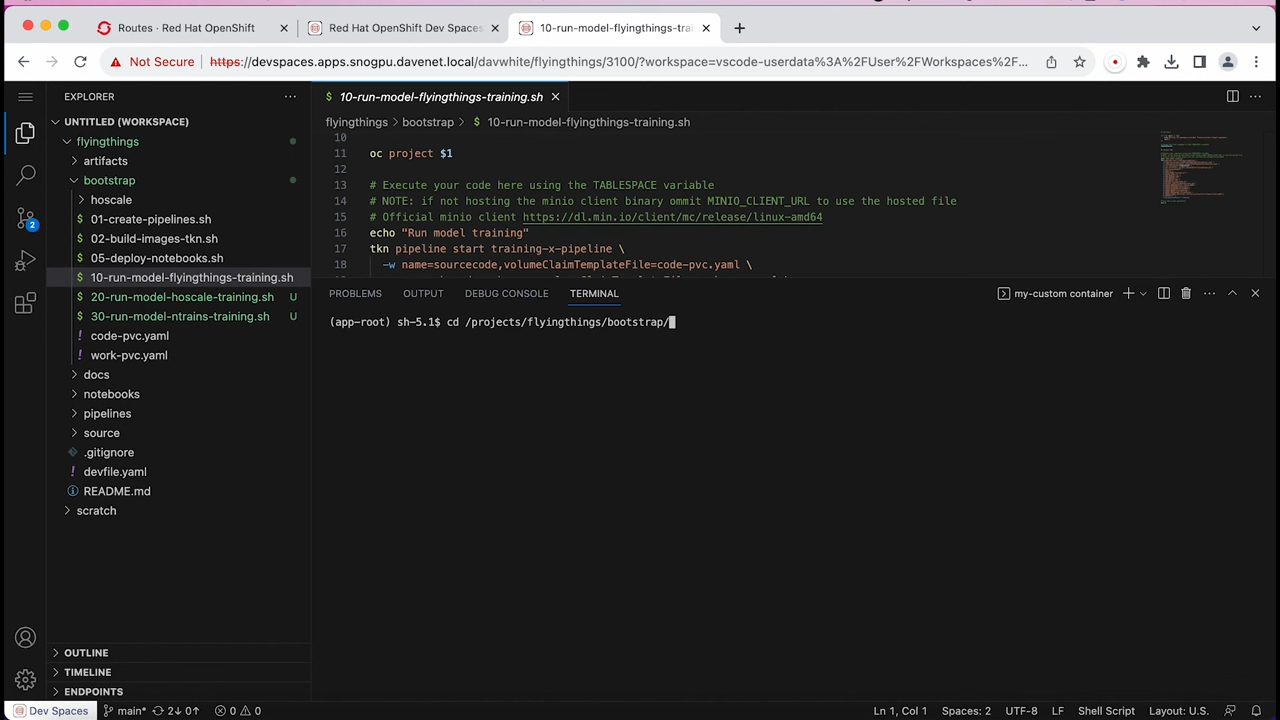 Routes · Red Hat OpenShift
Red Hat OpenShift Dev Spaces
10-run-model-flyingthings-trai
Not Secure
https://devspaces.apps.snogpu.davenet.local/davwhite/flyingthings/3100/?workspace=vscode-userdata%3A%2FUser%2FWorkspaces%2F...
EXPLORER
UNTITLED (WORKSPACE)
flyingthings
artifacts
bootstrap
hoscale
$ 01-create-pipelines.sh
$ 02-build-images-tkn.sh
$ 05-deploy-notebooks.sh
$ 10-run-model-flyingthings-training.sh
$ 20-run-model-hoscale-training.sh U
$ 30-run-model-ntrains-training.sh U
! code-pvc.yaml
! work-pvc.yaml
docs
notebooks
pipelines
source
.gitignore
! devfile.yaml
README.md
scratch
OUTLINE
TIMELINE
ENDPOINTS
2
$ 10-run-model-flyingthings-training.sh
flyingthings > bootstrap > $ 10-run-model-flyingthings-training.sh
10
11 oc project $1
12
13 # Execute your code here using the TABLESPACE variable
14 # NOTE: if not hosting the minio client binary ommit MINIO_CLIENT_URL to use the hosted file
15 # Official minio client https://dl.min.io/client/mc/release/linux-amd64
16 echo "Run model training"
17 tkn pipeline start training-x-pipeline \
18 -w name=sourcecode,volumeClaimTemplateFile=code-pvc.yaml \
PROBLEMS OUTPUT DEBUG CONSOLE TERMINAL
my-custom container
(app-root) sh-5.1$ cd /projects/flyingthings/bootstrap/
Dev Spaces main* 2↓ 0↑ 0 0
Ln 1, Col 1 Spaces: 2 UTF-8 LF Shell Script Layout: U.S.